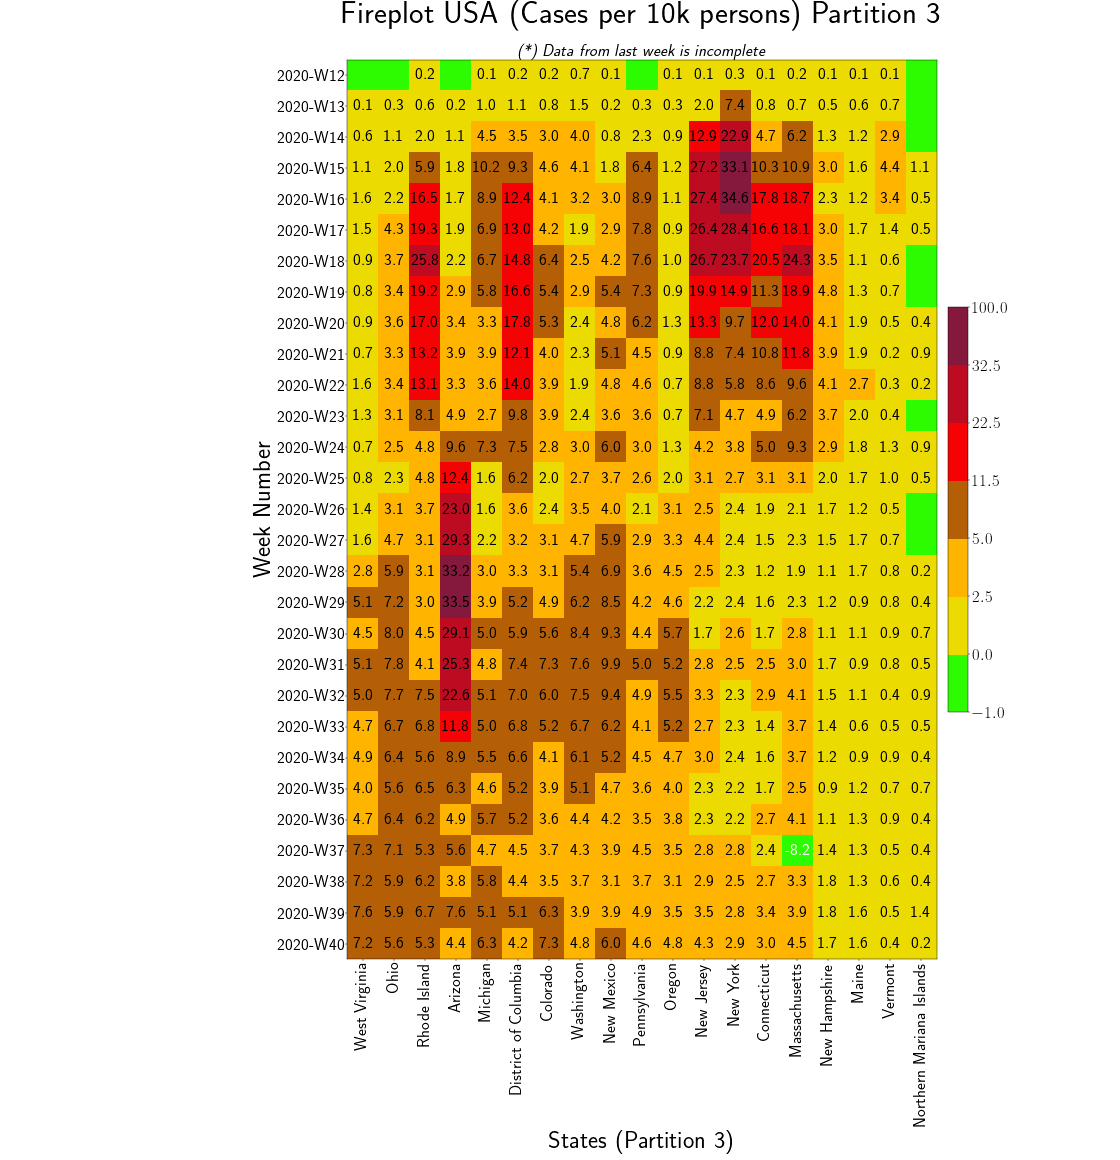 Fireplot USA (Cases per 10k persons) Partition 3
(*) Data from last week is incomplete
2020-W12 0.2 0.1 0.2 0.2 0.7 0.1 0.1 0.1 0.3 0.1 0.2 0.1 0.1 0.1
2020-W13 0.1 0.3 0.6 0.2 1.0 1.1 0.8 1.5 0.2 0.3 0.3 2.0 7.4 0.8 0.7 0.5 0.6 0.7
2020-W14 0.6 1.1 2.0 1.1 4.5 3.5 3.0 4.0 0.8 2.3 0.9 12.9 22.9 4.7 6.2 1.3 1.2 2.9
2020-W15 1.1 2.0 5.9 1.8 10.2 9.3 4.6 4.1 1.8 6.4 1.2 27.2 33.1 10.3 10.9 3.0 1.6 4.4 1.1
2020-W16 1.6 2.2 16.5 1.7 8.9 12.4 4.1 3.2 3.0 8.9 1.1 27.4 34.6 17.8 18.7 2.3 1.2 3.4 0.5
2020-W17 1.5 4.3 19.3 1.9 6.9 13.0 4.2 1.9 2.9 7.8 0.9 26.4 28.4 16.6 18.1 3.0 1.7 1.4 0.5
2020-W18 0.9 3.7 25.8 2.2 6.7 14.8 6.4 2.5 4.2 7.6 1.0 26.7 23.7 20.5 24.3 3.5 1.1 0.6
2020-W19 0.8 3.4 19.2 2.9 5.8 16.6 5.4 2.9 5.4 7.3 0.9 19.9 14.9 11.3 18.9 4.8 1.3 0.7
2020-W20 0.9 3.6 17.0 3.4 3.3 17.8 5.3 2.4 4.8 6.2 1.3 13.3 9.7 12.0 14.0 4.1 1.9 0.5 0.4
2020-W21 0.7 3.3 13.2 3.9 3.9 12.1 4.0 2.3 5.1 4.5 0.9 8.8 7.4 10.8 11.8 3.9 1.9 0.2 0.9
2020-W22 1.6 3.4 13.1 3.3 3.6 14.0 3.9 1.9 4.8 4.6 0.7 8.8 5.8 8.6 9.6 4.1 2.7 0.3 0.2
2020-W23 1.3 3.1 8.1 4.9 2.7 9.8 3.9 2.4 3.6 3.6 0.7 7.1 4.7 4.9 6.2 3.7 2.0 0.4
2020-W24 0.7 2.5 4.8 9.6 7.3 7.5 2.8 3.0 6.0 3.0 1.3 4.2 3.8 5.0 9.3 2.9 1.8 1.3 0.9
2020-W25 0.8 2.3 4.8 12.4 1.6 6.2 2.0 2.7 3.7 2.6 2.0 3.1 2.7 3.1 3.1 2.0 1.7 1.0 0.5
2020-W26 1.4 3.1 3.7 23.0 1.6 3.6 2.4 3.5 4.0 2.1 3.1 2.5 2.4 1.9 2.1 1.7 1.2 0.5
2020-W27 1.6 4.7 3.1 29.3 2.2 3.2 3.1 4.7 5.9 2.9 3.3 4.4 2.4 1.5 2.3 1.5 1.7 0.7
2020-W28 2.8 5.9 3.1 33.2 3.0 3.3 3.1 5.4 6.9 3.6 4.5 2.5 2.3 1.2 1.9 1.1 1.7 0.8 0.2
2020-W29 5.1 7.2 3.0 33.5 3.9 5.2 4.9 6.2 8.5 4.2 4.6 2.2 2.4 1.6 2.3 1.2 0.9 0.8 0.4
2020-W30 4.5 8.0 4.5 29.1 5.0 5.9 5.6 8.4 9.3 4.4 5.7 1.7 2.6 1.7 2.8 1.1 1.1 0.9 0.7
2020-W31 5.1 7.8 4.1 25.3 4.8 7.4 7.3 7.6 9.9 5.0 5.2 2.8 2.5 2.5 3.0 1.7 0.9 0.8 0.5
2020-W32 5.0 7.7 7.5 22.6 5.1 7.0 6.0 7.5 9.4 4.9 5.5 3.3 2.3 2.9 4.1 1.5 1.1 0.4 0.9
2020-W33 4.7 6.7 6.8 11.8 5.0 6.8 5.2 6.7 6.2 4.1 5.2 2.7 2.3 1.4 3.7 1.4 0.6 0.5 0.5
2020-W34 4.9 6.4 5.6 8.9 5.5 6.6 4.1 6.1 5.2 4.5 4.7 3.0 2.4 1.6 3.7 1.2 0.9 0.9 0.4
2020-W35 4.0 5.6 6.5 6.3 4.6 5.2 3.9 5.1 4.7 3.6 4.0 2.3 2.2 1.7 2.5 0.9 1.2 0.7 0.7
2020-W36 4.7 6.4 6.2 4.9 5.7 5.2 3.6 4.4 4.2 3.5 3.8 2.3 2.2 2.7 4.1 1.1 1.3 0.9 0.4
2020-W37 7.3 7.1 5.3 5.6 4.7 4.5 3.7 4.3 3.9 4.5 3.5 2.8 2.8 2.4 -8.2 1.4 1.3 0.5 0.4
2020-W38 7.2 5.9 6.2 3.8 5.8 4.4 3.5 3.7 3.1 3.7 3.1 2.9 2.5 2.7 3.3 1.8 1.3 0.6 0.4
2020-W39 7.6 5.9 6.7 7.6 5.1 5.1 6.3 3.9 3.9 4.9 3.5 3.5 2.8 3.4 3.9 1.8 1.6 0.5 1.4
2020-W40 7.2 5.6 5.3 4.4 6.3 4.2 7.3 4.8 6.0 4.6 4.8 4.3 2.9 3.0 4.5 1.7 1.6 0.4 0.2
Week Number
West Virginia
Ohio
Rhode Island
Arizona
Michigan
District of Columbia
Colorado
Washington
New Mexico
Pennsylvania
Oregon
New Jersey
New York
Connecticut
Massachusetts
New Hampshire
Maine
Vermont
Northern Mariana Islands
States (Partition 3)
100.0
32.5
22.5
11.5
5.0
2.5
0.0
−1.0